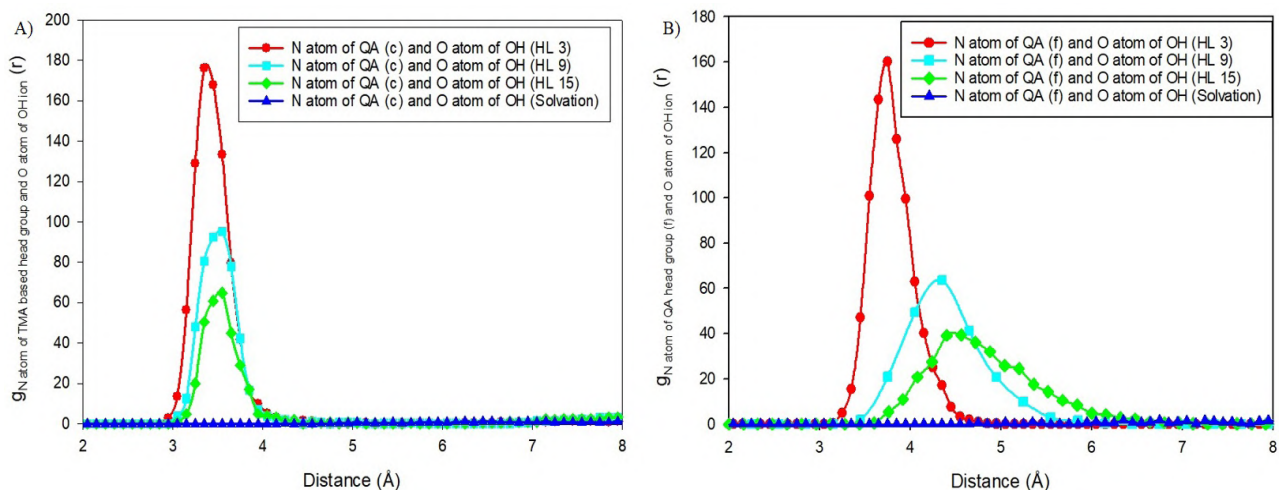 A)
N atom of QA (c) and O atom of OH (HL 3)
N atom of QA (c) and O atom of OH (HL 9)
N atom of QA (c) and O atom of OH (HL 15)
N atom of QA (c) and O atom of OH (Solvation)
g N atom of TMA based head group and O atom of OH ion (r)
200
180
160
140
120
100
80
60
40
20
0
2 3 4 5 6 7 8
Distance (Å)
B)
N atom of QA (f) and O atom of OH (HL 3)
N atom of QA (f) and O atom of OH (HL 9)
N atom of QA (f) and O atom of OH (HL 15)
N atom of QA (f) and O atom of OH (Solvation)
g N atom of QA head group (f) and O atom of OH ion (r)
180
160
140
120
100
80
60
40
20
0
2 3 4 5 6 7 8
Distance (Å)